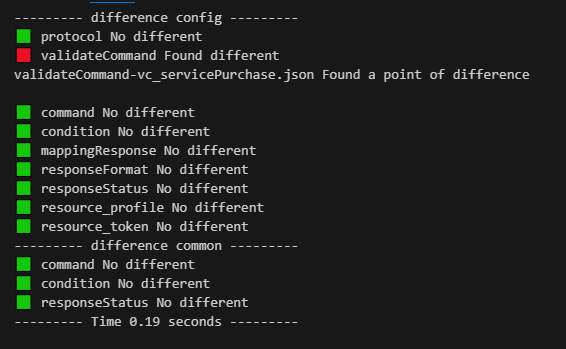 --------- difference config ---------
🟩 protocol No different
🟥 validateCommand Found different
validateCommand-vc_servicePurchase.json Found a point of difference
🟩 command No different
🟩 condition No different
🟩 mappingResponse No different
🟩 responseFormat No different
🟩 responseStatus No different
🟩 resource_profile No different
🟩 resource_token No different
--------- difference common ---------
🟩 command No different
🟩 condition No different
🟩 responseStatus No different
--------- Time 0.19 seconds ---------